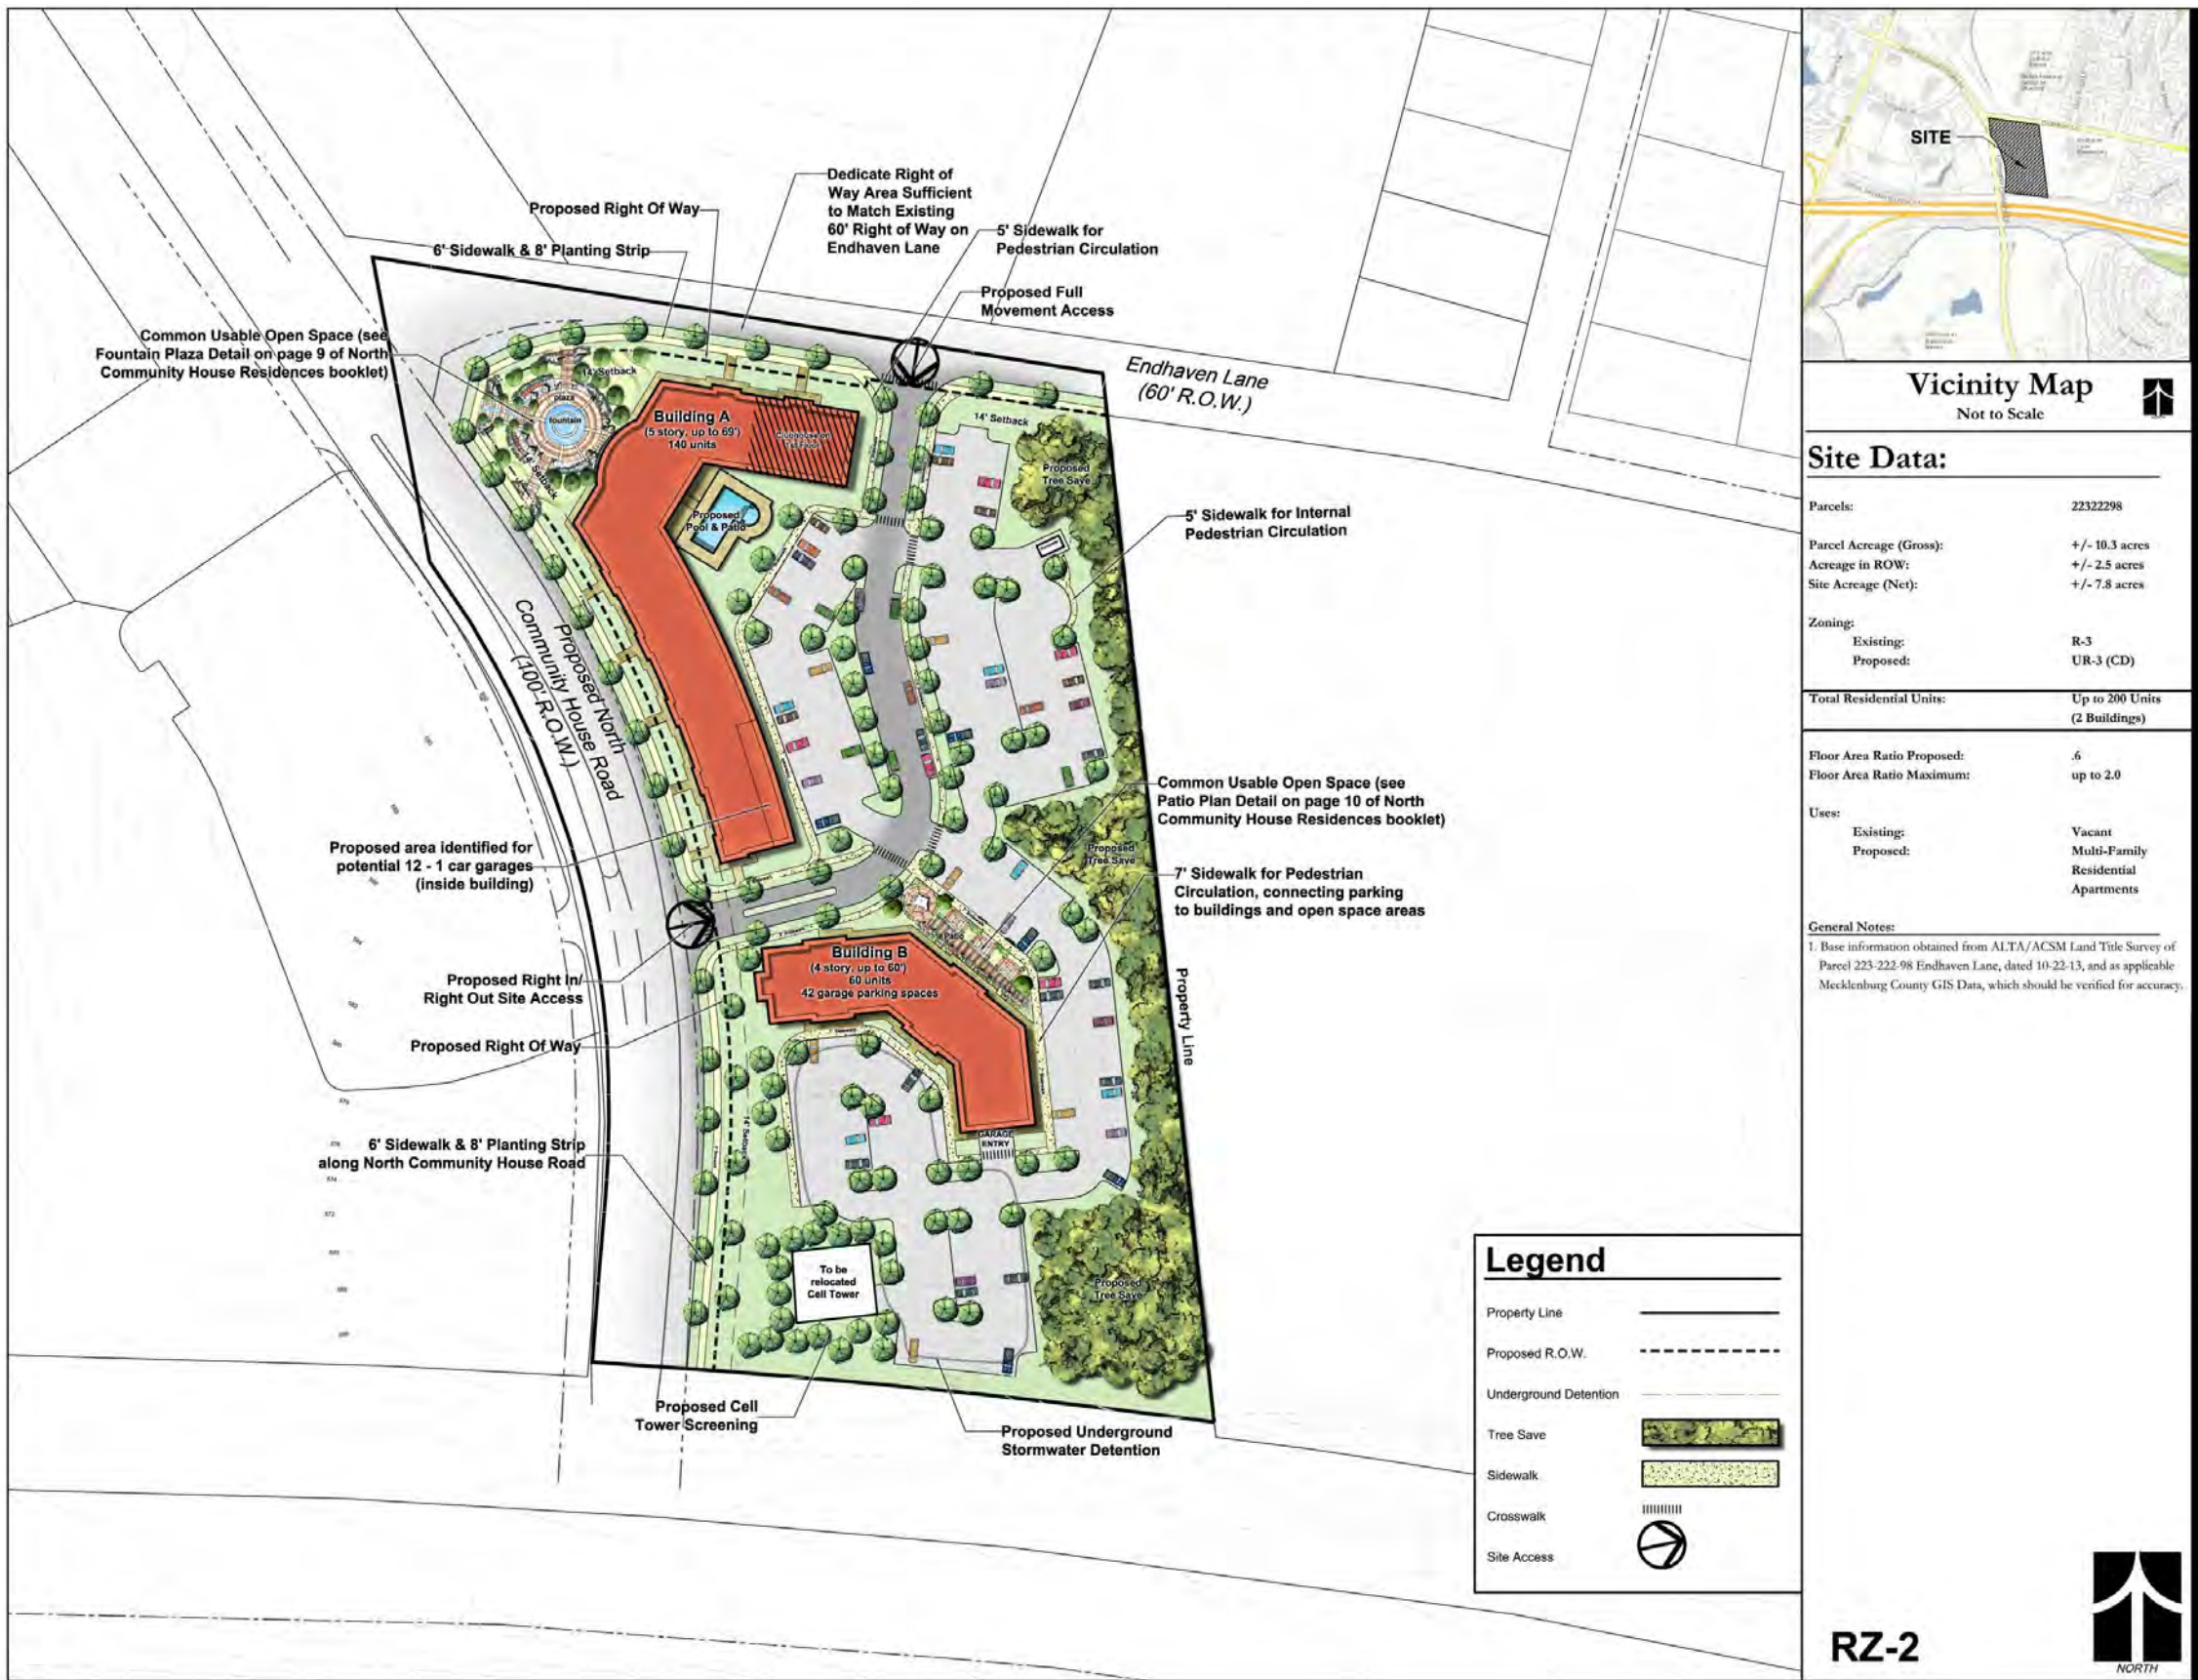 Dedicate Right of
Way Area Sufficient
to Match Existing
60' Right of Way on
Endhaven Lane
Proposed Right Of Way
6' Sidewalk & 8' Planting Strip
5' Sidewalk for
Pedestrian Circulation
Proposed Full
Movement Access
Common Usable Open Space (see
Fountain Plaza Detail on page 9 of North
Community House Residences booklet)
Endhaven Lane
(60' R.O.W.)
14' Setback
plaza
fountain
14' Setback
Building A
(5 story, up to 69')
140 units
Clubhouse on
1st Floor
14' Setback
Proposed
Tree Save
Proposed
Pool & Patio
5' Sidewalk for Internal
Pedestrian Circulation
Proposed North
Community House Road
(100' R.O.W.)
Common Usable Open Space (see
Patio Plan Detail on page 10 of North
Community House Residences booklet)
Proposed area identified for
potential 12 - 1 car garages
(inside building)
Proposed
Tree Save
7' Sidewalk for Pedestrian
Circulation, connecting parking
to buildings and open space areas
Patio
Building B
(4 story, up to 60')
60 units
42 garage parking spaces
Proposed Right In/
Right Out Site Access
Property Line
Proposed Right Of Way
GARAGE
ENTRY
14' Setback
6' Sidewalk & 8' Planting Strip
along North Community House Road
To be
relocated
Cell Tower
Proposed
Tree Save
Proposed Cell
Tower Screening
Proposed Underground
Stormwater Detention
Legend
Property Line
Proposed R.O.W.
Underground Detention
Tree Save
Sidewalk
Crosswalk
Site Access
SITE
Vicinity Map
Not to Scale
Site Data:
Parcels: 22322298
Parcel Acreage (Gross): +/- 10.3 acres
Acreage in ROW: +/- 2.5 acres
Site Acreage (Net): +/- 7.8 acres
Zoning:
Existing: R-3
Proposed: UR-3 (CD)
Total Residential Units: Up to 200 Units
(2 Buildings)
Floor Area Ratio Proposed: .6
Floor Area Ratio Maximum: up to 2.0
Uses:
Existing: Vacant
Proposed: Multi-Family
Residential
Apartments
General Notes:
1. Base information obtained from ALTA/ACSM Land Title Survey of
Parcel 223-222-98 Endhaven Lane, dated 10-22-13, and as applicable
Mecklenburg County GIS Data, which should be verified for accuracy.
RZ-2
NORTH